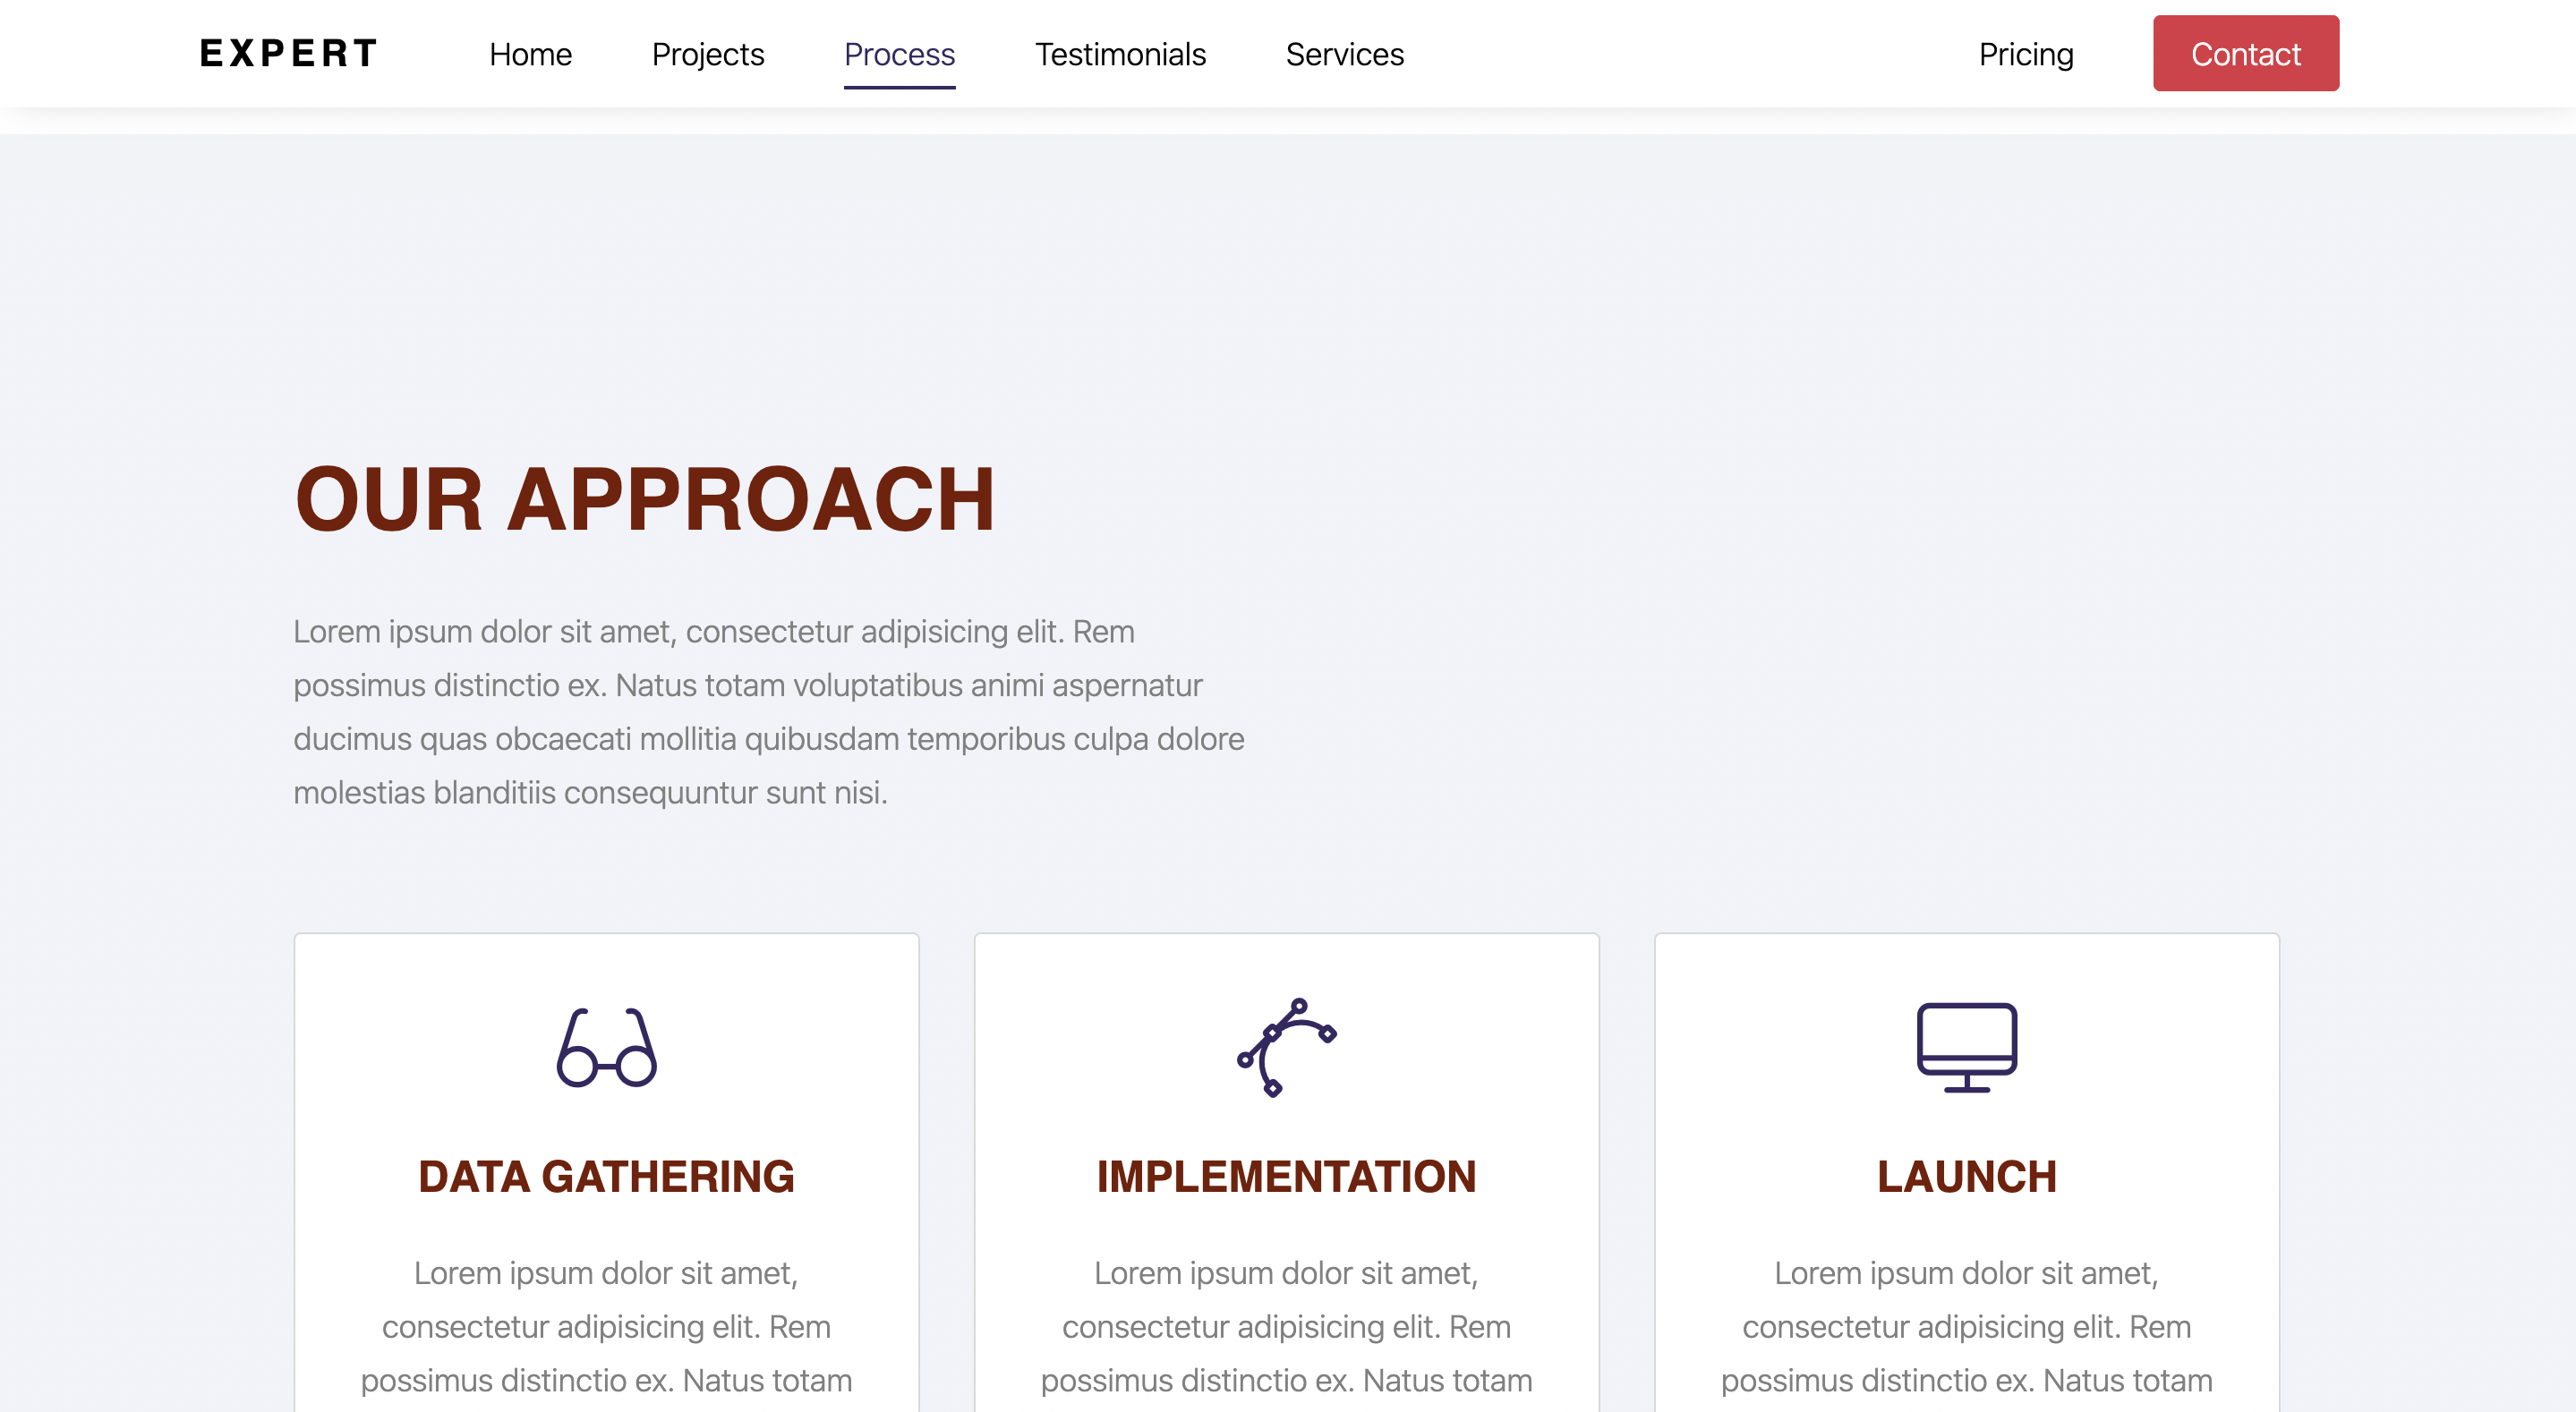 EXPERT Home Projects Process Testimonials Services Pricing Contact
OUR APPROACH
Lorem ipsum dolor sit amet, consectetur adipisicing elit. Rem
possimus distinctio ex. Natus totam voluptatibus animi aspernatur
ducimus quas obcaecati mollitia quibusdam temporibus culpa dolore
molestias blanditiis consequuntur sunt nisi.
DATA GATHERING
Lorem ipsum dolor sit amet,
consectetur adipisicing elit. Rem
possimus distinctio ex. Natus totam
IMPLEMENTATION
Lorem ipsum dolor sit amet,
consectetur adipisicing elit. Rem
possimus distinctio ex. Natus totam
LAUNCH
Lorem ipsum dolor sit amet,
consectetur adipisicing elit. Rem
possimus distinctio ex. Natus totam